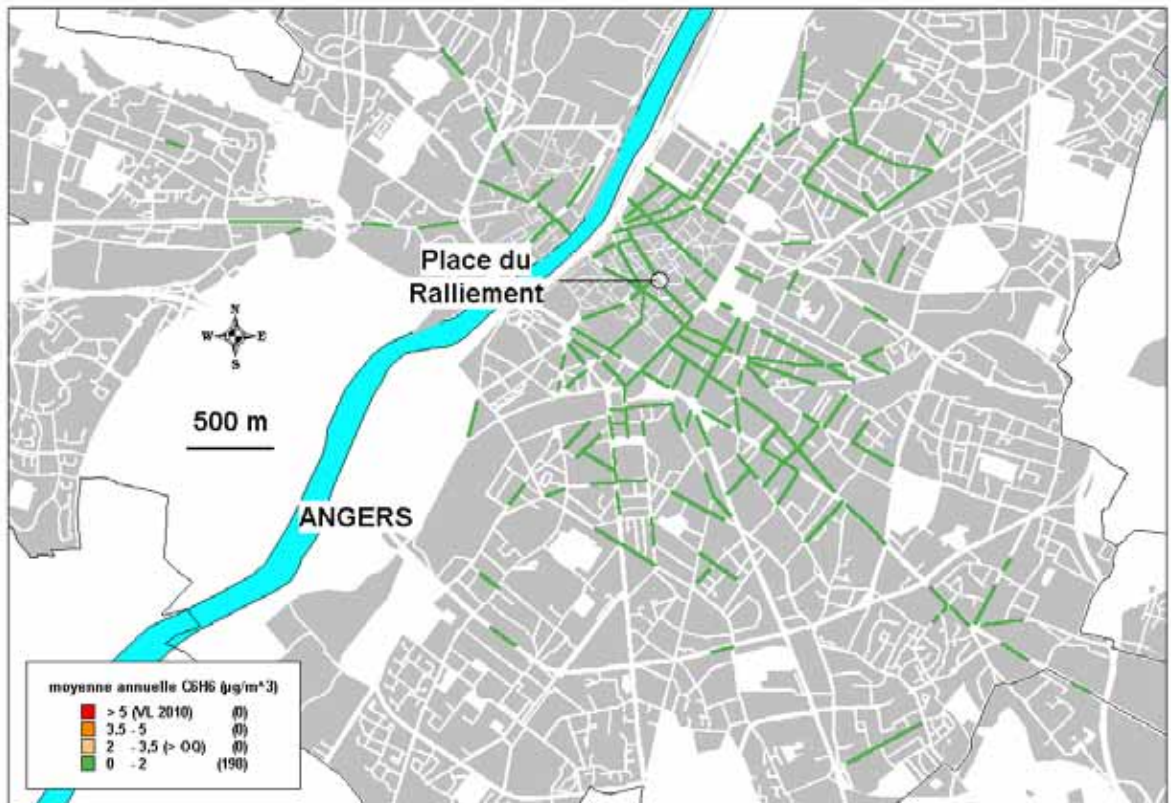 Place du
Ralliement
N
W E
S
500 m
ANGERS
moyenne annuelle C6H6 (µg/m^3)
> 5 (VL 2010) (0)
3.5 - 5 (0)
2 - 3,5 (> OQ) (0)
0 - 2 (198)